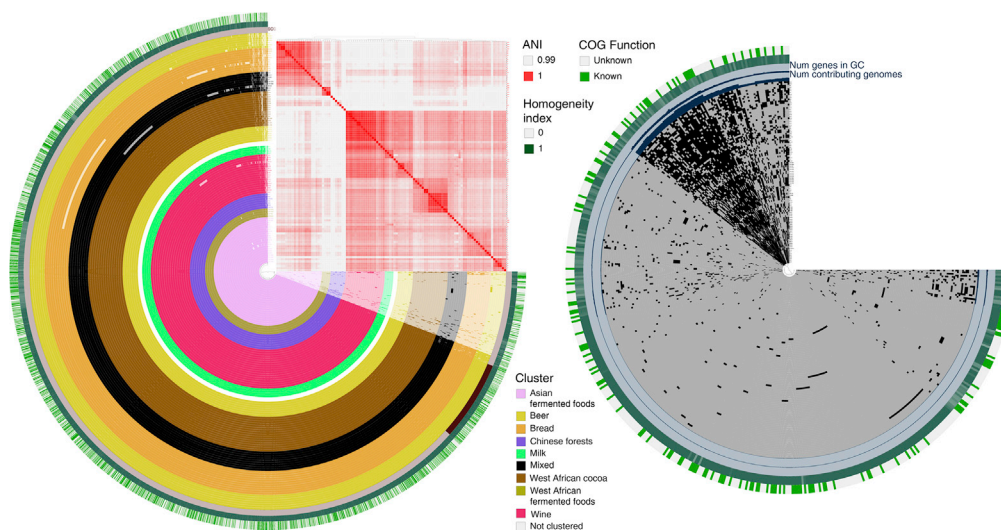 ANI
0.99
1
COG Function
Unknown
Known
Homogeneity
index
0
1
Num genes in GC
Num contributing genomes
Cluster
Asian
fermented foods
Beer
Bread
Chinese forests
Milk
Mixed
West African cocoa
West African
fermented foods
Wine
Not clustered